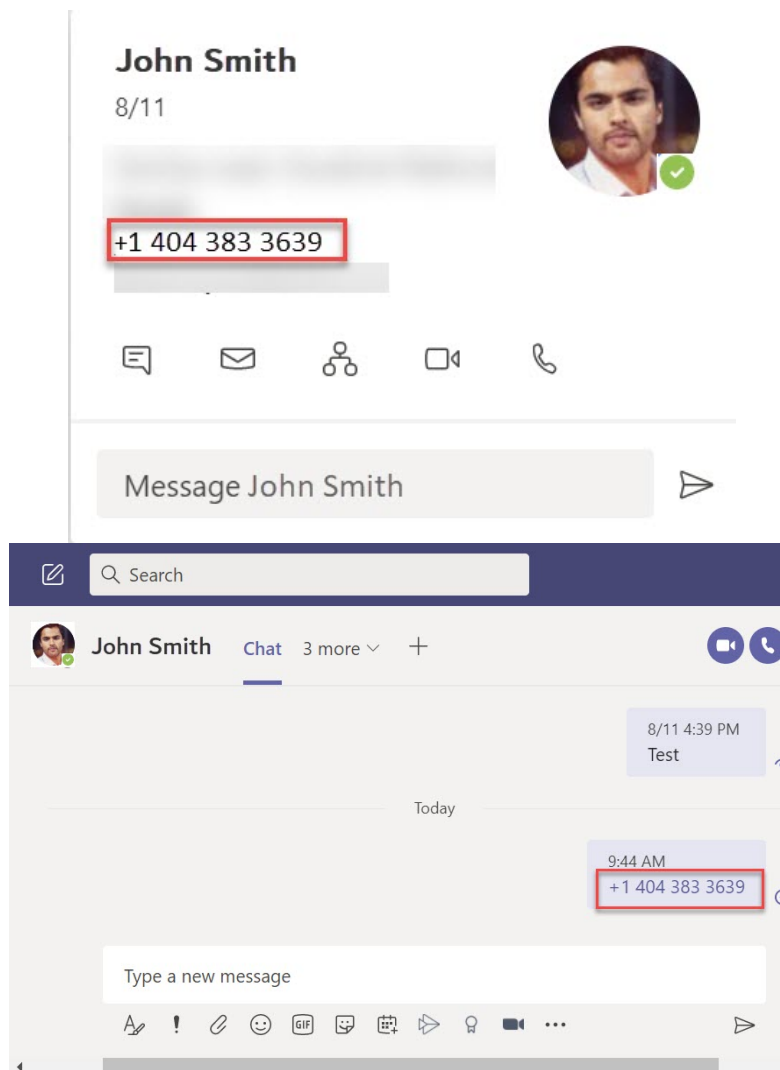 John Smith
8/11
+1 404 383 3639
Message John Smith
Search
John Smith Chat 3 more
8/11 4:39 PM
Test
Today
9:44 AM
+1 404 383 3639
Type a new message
GIF